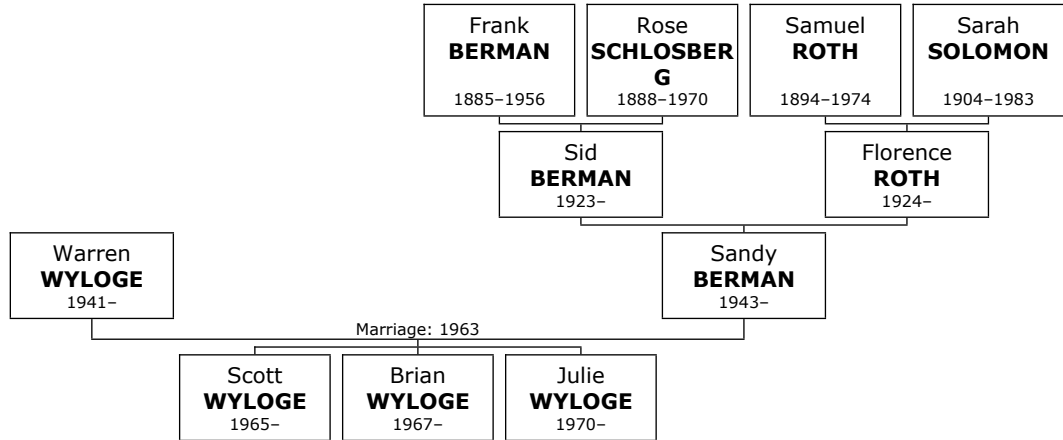 Frank
BERMAN
1885–1956
Rose
SCHLOSBER
G
1888–1970
Samuel
ROTH
1894–1974
Sarah
SOLOMON
1904–1983
Sid
BERMAN
1923–
Florence
ROTH
1924–
Warren
WYLOGE
1941–
Sandy
BERMAN
1943–
Marriage: 1963
Scott
WYLOGE
1965–
Brian
WYLOGE
1967–
Julie
WYLOGE
1970–